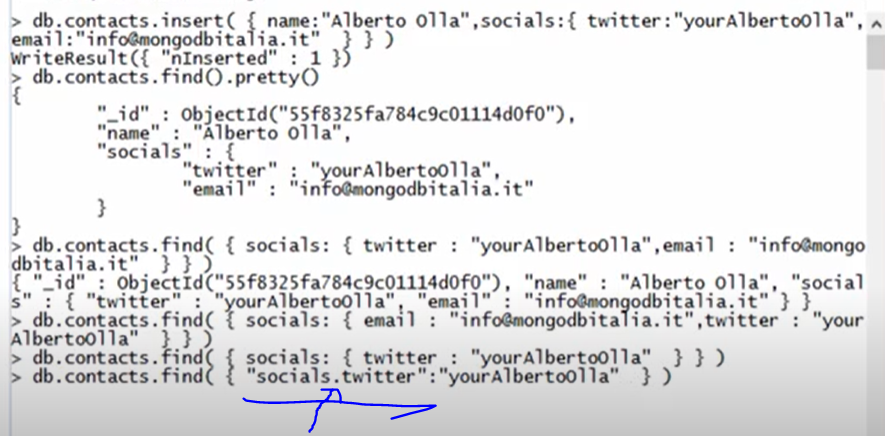 > db.contacts.insert( { name:"Alberto Olla",socials:{ twitter:"yourAlbertoOlla",
email:"info@mongodbitalia.it"  } } )
WriteResult({ "nInserted" : 1 })
> db.contacts.find().pretty()
{
        "_id" : ObjectId("55f8325fa784c9c01114d0f0"),
        "name" : "Alberto Olla",
        "socials" : {
                "twitter" : "yourAlbertoOlla",
                "email" : "info@mongodbitalia.it"
        }
}
> db.contacts.find( { socials: { twitter : "yourAlbertoOlla",email : "info@mongo
dbitalia.it"  } } )
{ "_id" : ObjectId("55f8325fa784c9c01114d0f0"), "name" : "Alberto Olla", "social
s" : { "twitter" : "yourAlbertoOlla", "email" : "info@mongodbitalia.it" } }
> db.contacts.find( { socials: { email : "info@mongodbitalia.it",twitter : "your
AlbertoOlla"  } } )
> db.contacts.find( { socials: { twitter : "yourAlbertoOlla"  } } )
> db.contacts.find( { "socials.twitter":"yourAlbertoOlla"  } )